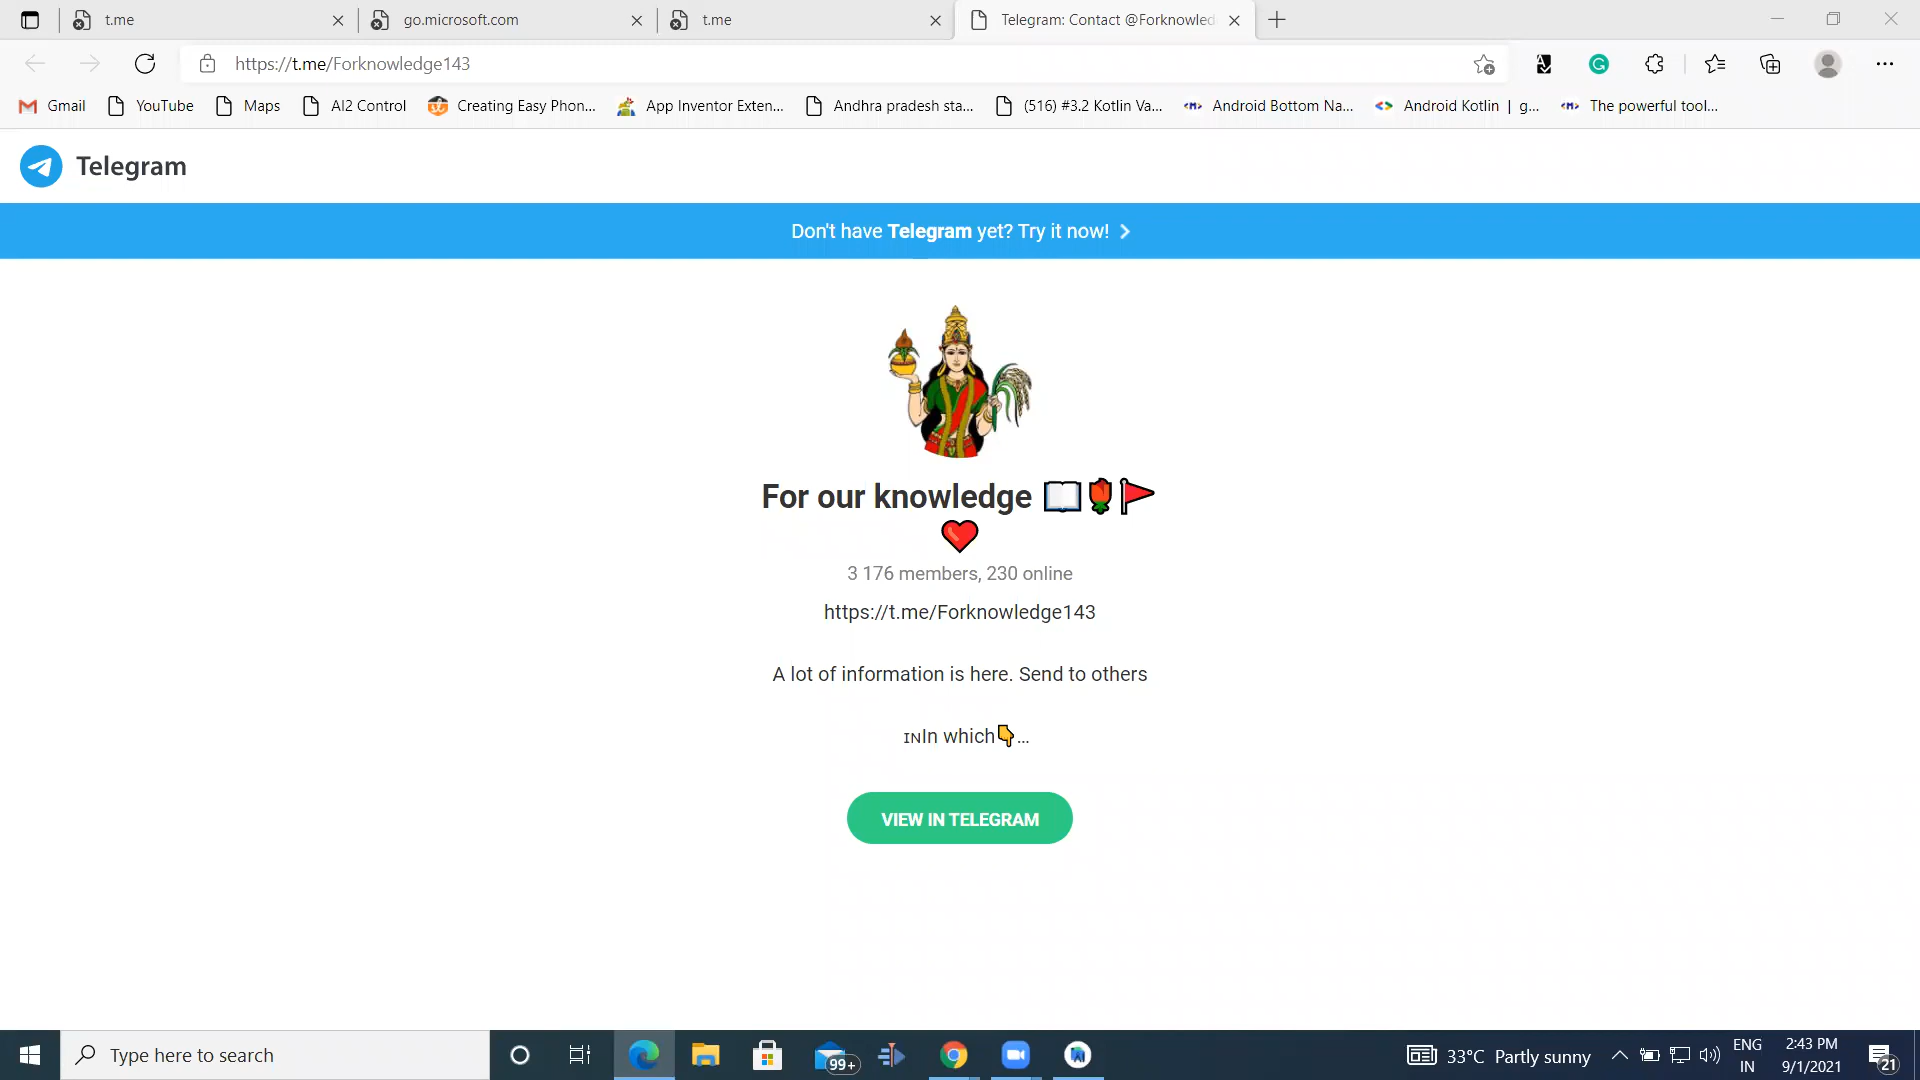 t.me
go.microsoft.com
t.me
Telegram: Contact @Forknowled
https://t.me/Forknowledge143
Gmail
YouTube
Maps
AI2 Control
Creating Easy Phon...
App Inventor Exten...
Andhra pradesh sta...
(516) #3.2 Kotlin Va...
Android Bottom Na...
Android Kotlin | g...
The powerful tool...
Telegram
Don't have Telegram yet? Try it now!
For our knowledge 📖🌹🚩
❤️
3 176 members, 230 online
https://t.me/Forknowledge143
A lot of information is here. Send to others
ɪɴIn which👇...
VIEW IN TELEGRAM
Type here to search
99+
33°C Partly sunny
ENG
IN
2:43 PM
9/1/2021
21